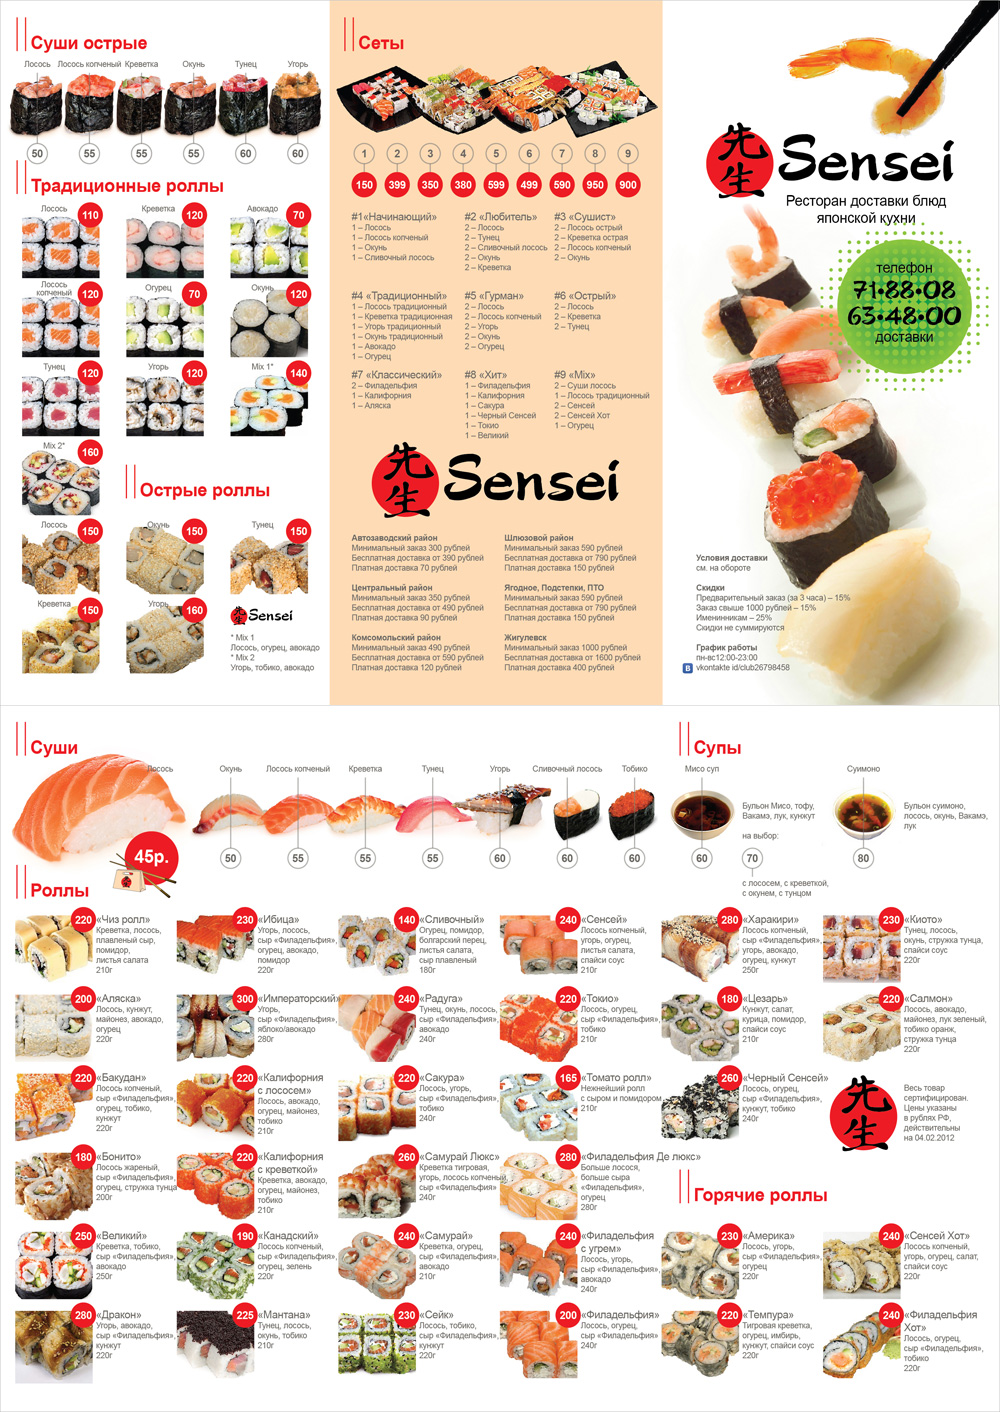 Суши острые
Лосось
Лосось копченый
Креветка
Окунь
Тунец
Угорь
50
55
55
55
60
60
Традиционные роллы
Лосось
110
Креветка
120
Авокадо
70
Лосось
копченый
120
Огурец
70
Окунь
120
Тунец
120
Угорь
120
Mix 1*
140
Mix 2*
160
Острые роллы
Лосось
150
Окунь
150
Тунец
150
Креветка
150
Угорь
160
先生 Sensei
* Mix 1
Лосось, огурец, авокадо
* Mix 2
Угорь, тобико, авокадо
Сеты
1 2 3 4 5 6 7 8 9
150 399 350 380 599 499 590 950 900
#1«Начинающий»
1 – Лосось
1 – Лосось копченый
1 – Окунь
1 – Сливочный лосось
#2 «Любитель»
2 – Лосось
2 – Тунец
2 – Сливочный лосось
2 – Окунь
2 – Креветка
#3 «Сушист»
2 – Лосось острый
2 – Креветка острая
2 – Лосось копченый
2 – Окунь
#4 «Традиционный»
1 – Лосось традиционный
1 – Креветка традиционная
1 – Угорь традиционный
1 – Окунь традиционный
1 – Авокадо
1 – Огурец
#5 «Гурман»
2 – Лосось
2 – Лосось копченый
2 – Угорь
2 – Окунь
2 – Огурец
#6 «Острый»
2 – Лосось
2 – Креветка
2 – Тунец
#7 «Классический»
2 – Филадельфия
1 – Калифорния
1 – Аляска
#8 «Хит»
1 – Филадельфия
1 – Калифорния
1 – Сакура
1 – Черный Сенсей
1 – Токио
1 – Великий
#9 «Mix»
2 – Суши лосось
1 – Лосось традиционный
2 – Сенсей
2 – Сенсей Хот
1 – Огурец
先生 Sensei
Автозаводский район
Минимальный заказ 300 рублей
Бесплатная доставка от 390 рублей
Платная доставка 70 рублей
Центральный район
Минимальный заказ 350 рублей
Бесплатная доставка от 490 рублей
Платная доставка 90 рублей
Комсомольский район
Минимальный заказ 490 рублей
Бесплатная доставка от 590 рублей
Платная доставка 120 рублей
Шлюзовой район
Минимальный заказ 590 рублей
Бесплатная доставка от 790 рублей
Платная доставка 150 рублей
Ягодное, Подстепки, ПТО
Минимальный заказ 590 рублей
Бесплатная доставка от 790 рублей
Платная доставка 150 рублей
Жигулевск
Минимальный заказ 1000 рублей
Бесплатная доставка от 1600 рублей
Платная доставка 400 рублей
先生 Sensei
Ресторан доставки блюд
японской кухни
телефон
71·88·08
63·48·00
доставки
Условия доставки
см. на обороте
Скидки
Предварительный заказ (за 3 часа) – 15%
Заказ свыше 1000 рублей – 15%
Именинникам – 25%
Скидки не суммируются
График работы
пн-вс12:00-23:00
В vkontakte id/club26798458
Суши
Лосось
45р.
Окунь
Лосось копченый
Креветка
Тунец
Угорь
Сливочный лосось
Тобико
50
55
55
55
60
60
60
Супы
Мисо суп
Бульон Мисо, тофу,
Вакамэ, лук, кунжут
на выбор:
60
70
с лососем, с креветкой,
с окунем, с тунцом
Суимоно
Бульон суимоно,
лосось, окунь, Вакамэ,
лук
80
Роллы
220 «Чиз ролл»
Креветка, лосось,
плавленый сыр,
помидор,
листья салата
210г
230 «Ибица»
Угорь, лосось,
сыр «Филадельфия»,
огурец, авокадо,
помидор
220г
140 «Сливочный»
Огурец, помидор,
болгарский перец,
листья салата,
сыр плавленый
180г
240 «Сенсей»
Лосось копченый,
угорь, огурец,
листья салата,
спайси соус
210г
280 «Харакири»
Лосось копченый,
сыр «Филадельфия»,
угорь, авокадо,
огурец, кунжут
250г
230 «Киото»
Тунец, лосось,
окунь, стружка тунца,
спайси соус
220г
200 «Аляска»
Лосось, кунжут,
майонез, авокадо,
огурец
220г
300 «Императорский»
Угорь,
сыр «Филадельфия»,
яблоко/авокадо
280г
240 «Радуга»
Тунец, окунь, лосось,
сыр «Филадельфия»,
авокадо
240г
220 «Токио»
Лосось, огурец,
сыр «Филадельфия»,
тобико
210г
180 «Цезарь»
Кунжут, салат,
курица, помидор,
спайси соус
210г
220 «Салмон»
Лосось, авокадо,
майонез, лук зеленый,
тобико оранж,
стружка тунца
220г
220 «Бакудан»
Лосось копченый,
сыр «Филадельфия»,
огурец, тобико,
кунжут
220г
220 «Калифорния
с лососем»
Лосось, авокадо,
огурец, майонез,
тобико
210г
220 «Сакура»
Лосось, угорь,
сыр «Филадельфия»,
тобико
240г
165 «Томато ролл»
Нежнейший ролл
с сыром и помидором
210г
260 «Черный Сенсей»
Лосось, огурец,
сыр «Филадельфия»,
кунжут, тобико
240г
先生
Весь товар
сертифицирован.
Цены указаны
в рублях РФ,
действительны
на 04.02.2012
180 «Бонито»
Лосось жареный,
сыр «Филадельфия»,
огурец, стружка тунца
200г
220 «Калифорния
с креветкой»
Креветка, авокадо,
огурец, майонез,
тобико
210г
260 «Самурай Люкс»
Креветка тигровая,
угорь, лосось копченый,
сыр «Филадельфия»
240г
280 «Филадельфия Де люкс»
Больше лосося,
больше сыра
«Филадельфия»,
огурец
280г
250 «Великий»
Креветка, тобико,
сыр «Филадельфия»,
авокадо
250г
190 «Канадский»
Лосось копченый,
сыр «Филадельфия»,
огурец, зелень
220г
240 «Самурай»
Креветка, огурец,
сыр «Филадельфия»,
авокадо
210г
240 «Филадельфия
с угрем»
Лосось, угорь,
сыр «Филадельфия»,
авокадо
240г
280 «Дракон»
Угорь, авокадо,
сыр «Филадельфия»,
кунжут
220г
225 «Мантана»
Тунец, лосось,
окунь, тобико
210г
230 «Сейк»
Лосось, тобико,
сыр «Филадельфия»,
кунжут
220г
200 «Филадельфия»
Лосось, огурец,
сыр «Филадельфия»
240г
Горячие роллы
230 «Америка»
Лосось, угорь,
сыр «Филадельфия»,
огурец
220г
240 «Сенсей Хот»
Лосось копченый,
угорь, огурец, салат,
спайси соус
220г
220 «Темпура»
Тигровая креветка,
огурец, имбирь,
кунжут, спайси соус
220г
240 «Филадельфия
Хот»
Лосось, огурец,
сыр «Филадельфия»,
тобико
220г